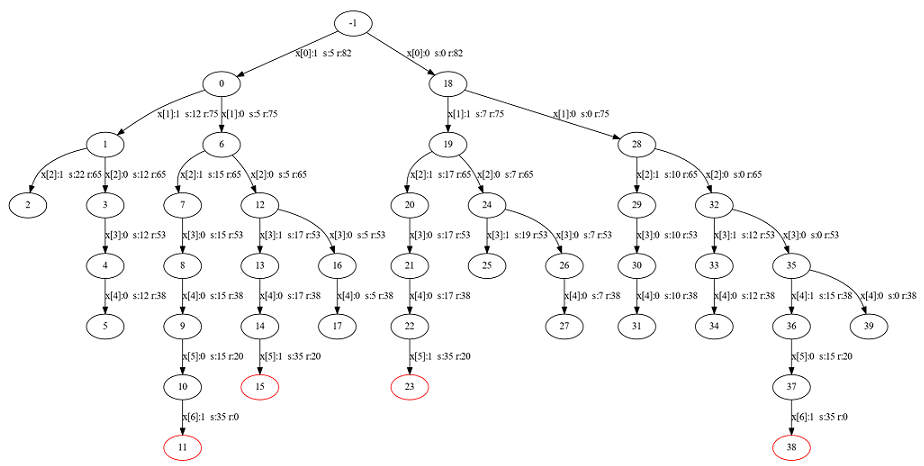 -1
x[0]:1 s:5 r:82
x[0]:0 s:0 r:82
0
18
x[1]:1 s:12 r:75
x[1]:0 s:5 r:75
x[1]:1 s:7 r:75
x[1]:0 s:0 r:75
1
6
19
28
x[2]:1 s:22 r:65
x[2]:0 s:12 r:65
x[2]:1 s:15 r:65
x[2]:0 s:5 r:65
x[2]:1 s:17 r:65
x[2]:0 s:7 r:65
x[2]:1 s:10 r:65
x[2]:0 s:0 r:65
2
3
7
12
20
24
29
32
x[3]:0 s:12 r:53
x[3]:0 s:15 r:53
x[3]:1 s:17 r:53
x[3]:0 s:5 r:53
x[3]:0 s:17 r:53
x[3]:1 s:19 r:53
x[3]:0 s:7 r:53
x[3]:0 s:10 r:53
x[3]:1 s:12 r:53
x[3]:0 s:0 r:53
4
8
13
16
21
25
26
30
33
35
x[4]:0 s:12 r:38
x[4]:0 s:15 r:38
x[4]:0 s:17 r:38
x[4]:0 s:5 r:38
x[4]:0 s:17 r:38
x[4]:0 s:7 r:38
x[4]:0 s:10 r:38
x[4]:0 s:12 r:38
x[4]:1 s:15 r:38
x[4]:0 s:0 r:38
5
9
14
17
22
27
31
34
36
39
x[5]:0 s:15 r:20
x[5]:1 s:35 r:20
x[5]:1 s:35 r:20
x[5]:0 s:15 r:20
10
15
23
37
x[6]:1 s:35 r:0
x[6]:1 s:35 r:0
11
38